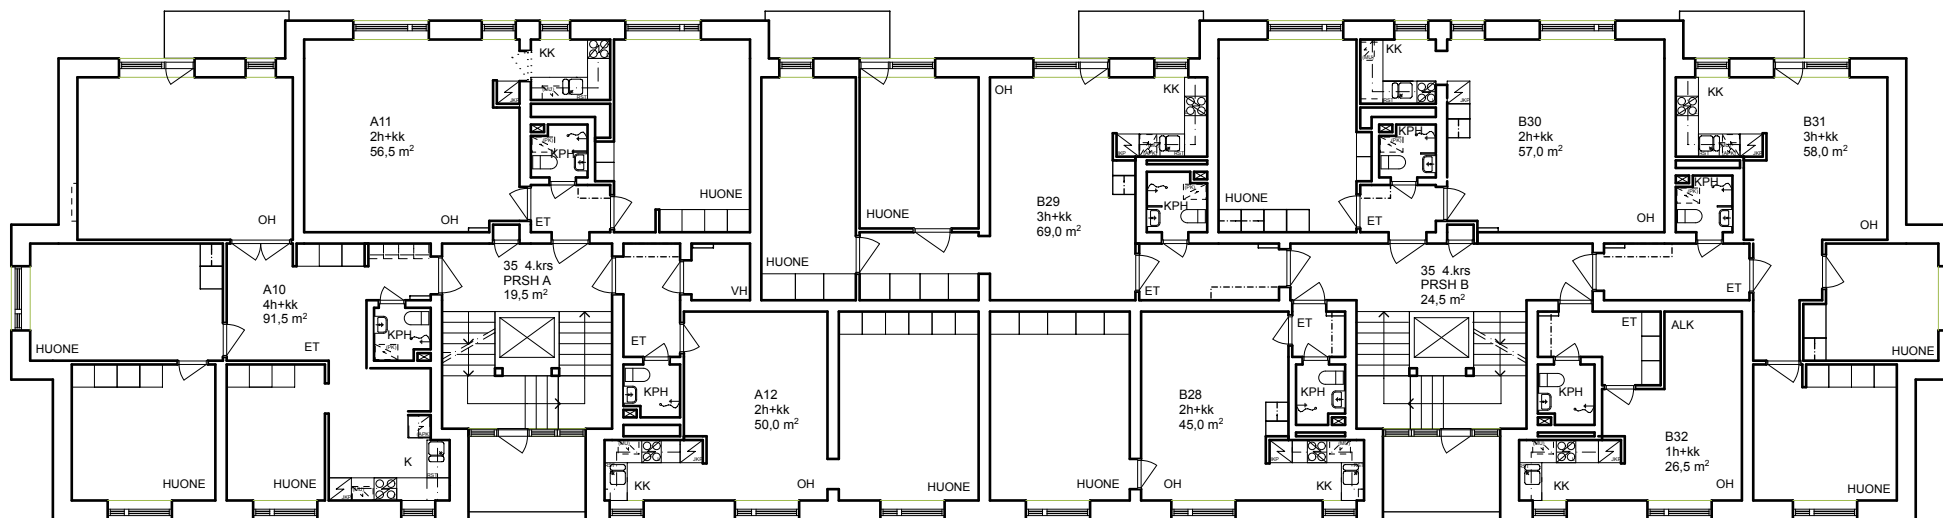 KK
KK
A11
2h+kk
56,5 m²
KPH
HUONE
OH
OH
ET
OH
KK
KK
B30
2h+kk
57,0 m²
KPH
KK
B31
3h+kk
58,0 m²
HUONE
B29
3h+kk
69,0 m²
KPH
HUONE
OH
KPH
OH
A10
4h+kk
91,5 m²
HUONE
ET
KPH
35 4.krs
PRSH A
19,5 m²
VH
HUONE
ET
35 4.krs
PRSH B
24,5 m²
ET
HUONE
ET
ET
ET
ALK
KPH
A12
2h+kk
50,0 m²
B28
2h+kk
45,0 m²
KPH
KPH
B32
1h+kk
26,5 m²
K
HUONE
HUONE
KK
OH
HUONE
HUONE
OH
KK
KK
OH
HUONE
JKP
RST